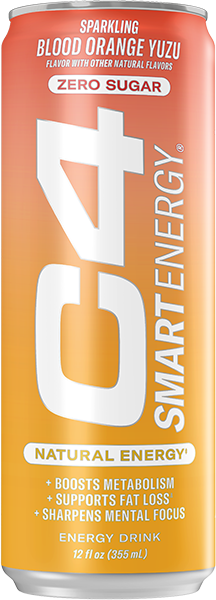 SPARKLING
BLOOD ORANGE YUZU
FLAVOR WITH OTHER NATURAL FLAVORS
ZERO SUGAR
C4
SMART ENERGY®
NATURAL ENERGY¹
+ BOOSTS METABOLISM
+ SUPPORTS FAT LOSS
+ SHARPENS MENTAL FOCUS
ENERGY DRINK
12 fl oz (355 mL)